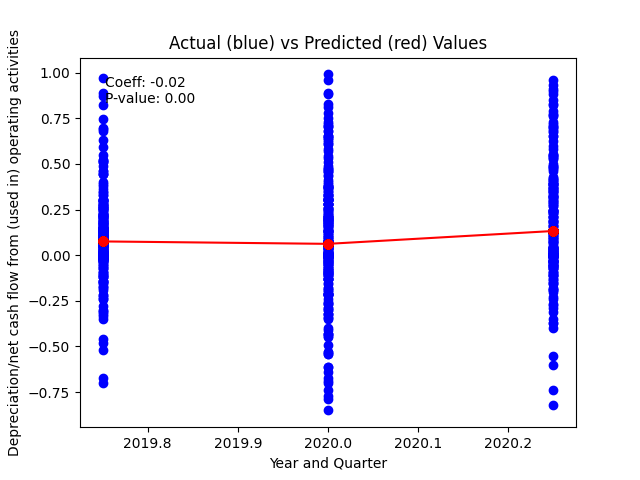 Actual (blue) vs Predicted (red) Values
Coeff: -0.02
P-value: 0.00
Depreciation/net cash flow from (used in) operating activities
1.00
0.75
0.50
0.25
0.00
−0.25
−0.50
−0.75
2019.8 2019.9 2020.0 2020.1 2020.2
Year and Quarter